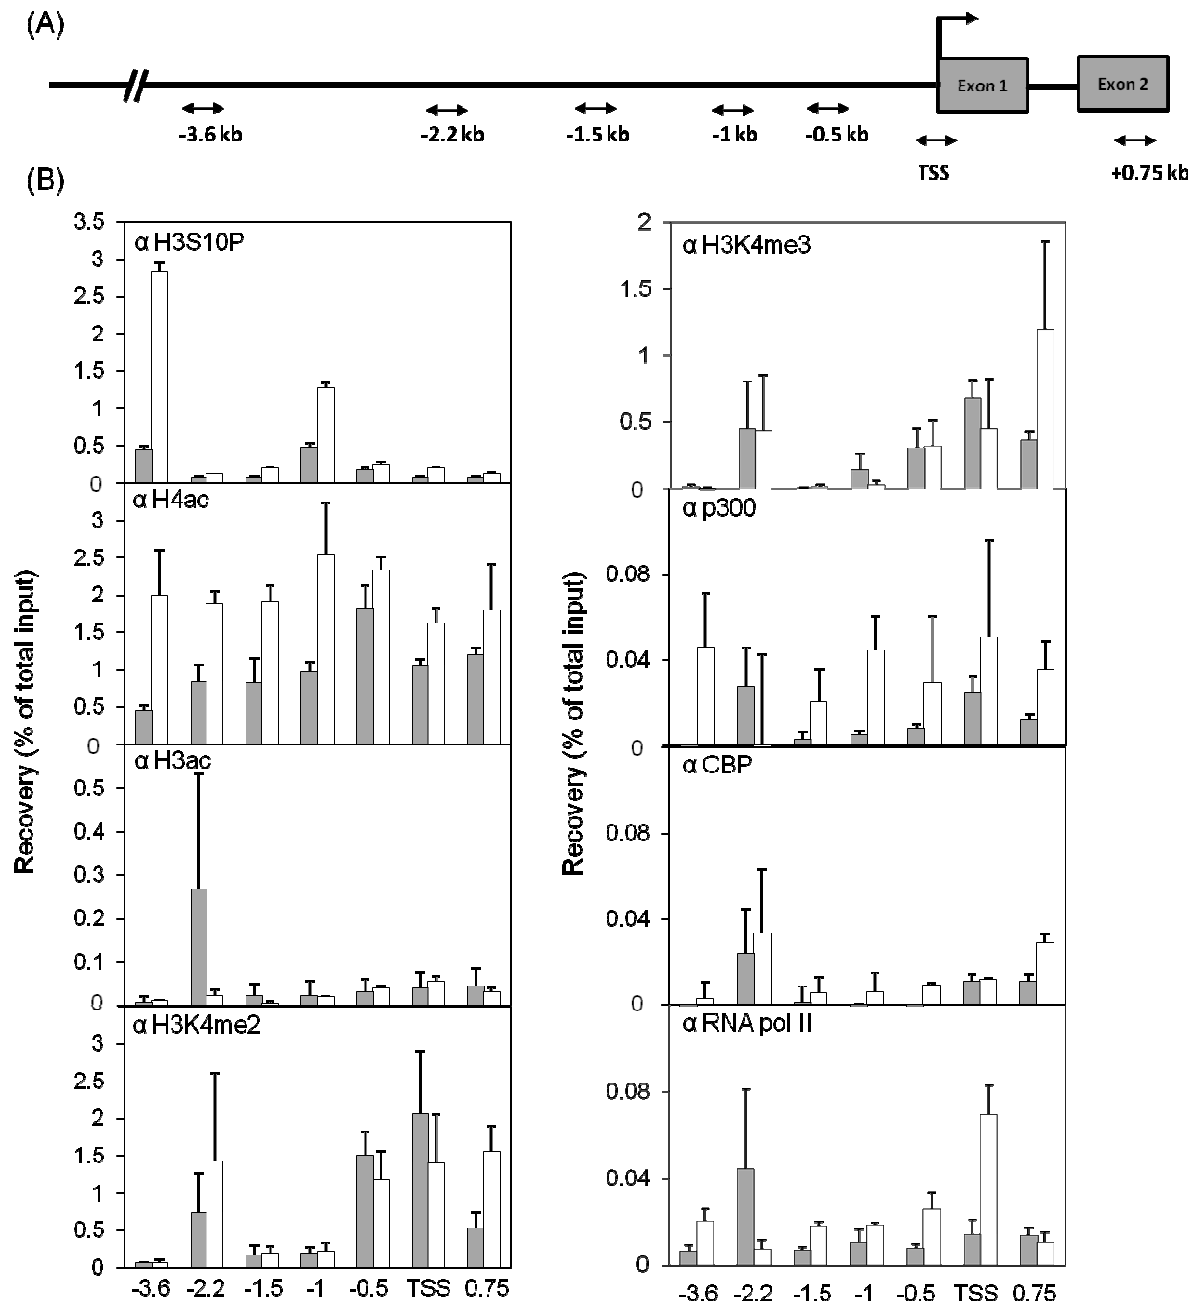 (A)
Exon 1
Exon 2
-3.6 kb
-2.2 kb
-1.5 kb
-1 kb
-0.5 kb
TSS
+0.75 kb
(B)
Recovery (% of total input)
α H3S10P
3.5
3
2.5
2
1.5
1
0.5
0
α H4ac
3
2.5
2
1.5
1
0.5
0
α H3ac
0.5
0.4
0.3
0.2
0.1
0
α H3K4me2
3
2.5
2
1.5
1
0.5
0
-3.6 -2.2 -1.5 -1 -0.5 TSS 0.75
Recovery (% of total input)
α H3K4me3
2
1.5
1
0.5
0
α p300
0.08
0.04
0
α CBP
0.08
0.04
0
α RNA pol II
0.08
0.04
0
-3.6 -2.2 -1.5 -1 -0.5 TSS 0.75